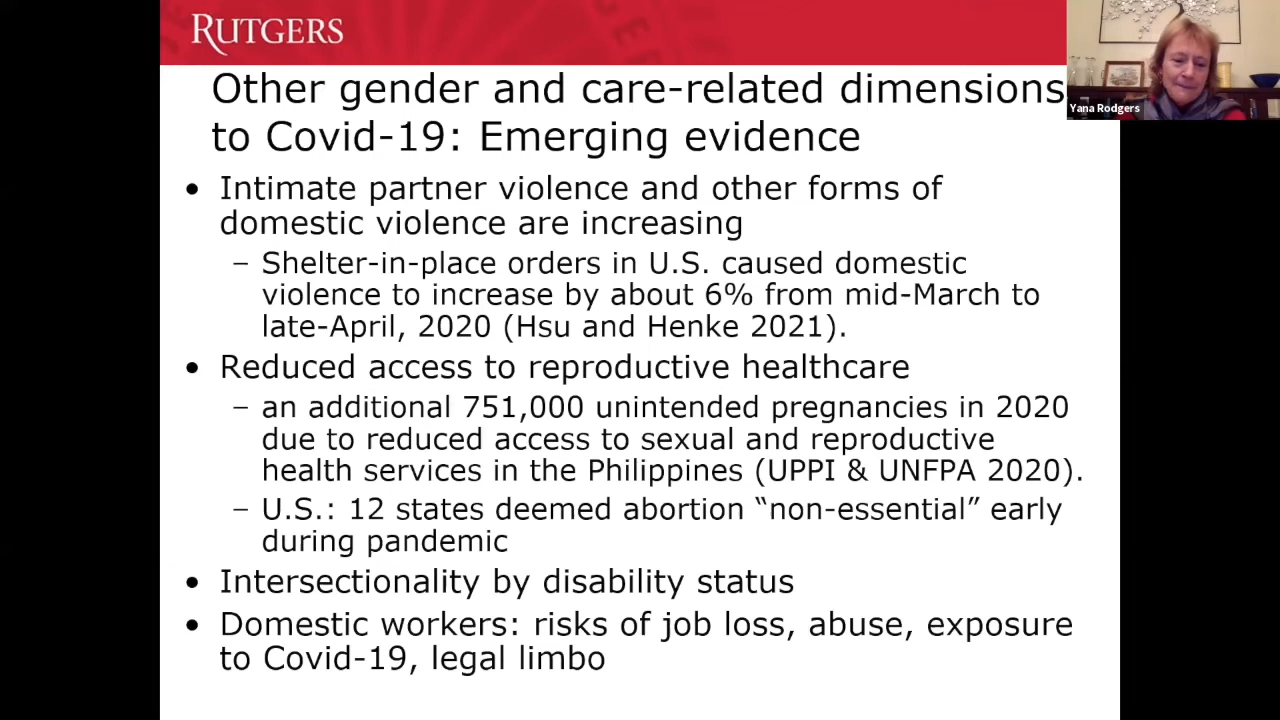 RUTGERS
Other gender and care-related dimensions
to Covid-19: Emerging evidence
Yana Rodgers
• Intimate partner violence and other forms of
domestic violence are increasing
– Shelter-in-place orders in U.S. caused domestic
violence to increase by about 6% from mid-March to
late-April, 2020 (Hsu and Henke 2021).
• Reduced access to reproductive healthcare
– an additional 751,000 unintended pregnancies in 2020
due to reduced access to sexual and reproductive
health services in the Philippines (UPPI & UNFPA 2020).
– U.S.: 12 states deemed abortion “non-essential” early
during pandemic
• Intersectionality by disability status
• Domestic workers: risks of job loss, abuse, exposure
to Covid-19, legal limbo